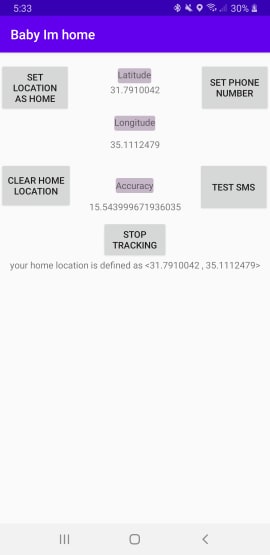 5:33
30%
Baby Im home
SET
LOCATION
AS HOME
Latitude
31.7910042
SET PHONE
NUMBER
Longitude
35.1112479
CLEAR HOME
LOCATION
Accuracy
15.543999671936035
TEST SMS
STOP
TRACKING
your home location is defined as <31.7910042 , 35.1112479>